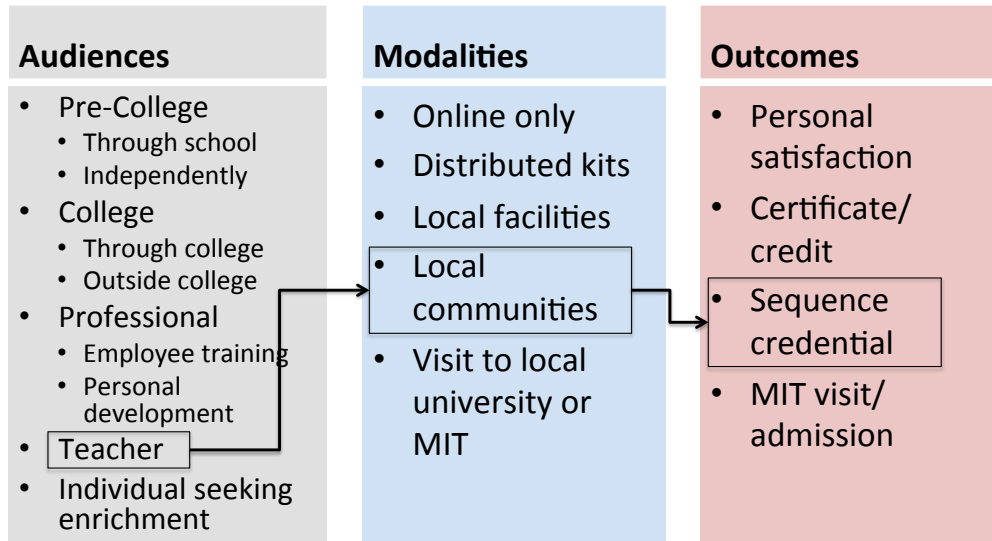 Audiences
• Pre-College
• Through school
• Independently
• College
• Through college
• Outside college
• Professional
• Employee training
• Personal
development
• Teacher
• Individual seeking
enrichment
Modalities
• Online only
• Distributed kits
• Local facilities
• Local
communities
• Visit to local
university or
MIT
Outcomes
• Personal
satisfaction
• Certificate/
credit
• Sequence
credential
• MIT visit/
admission